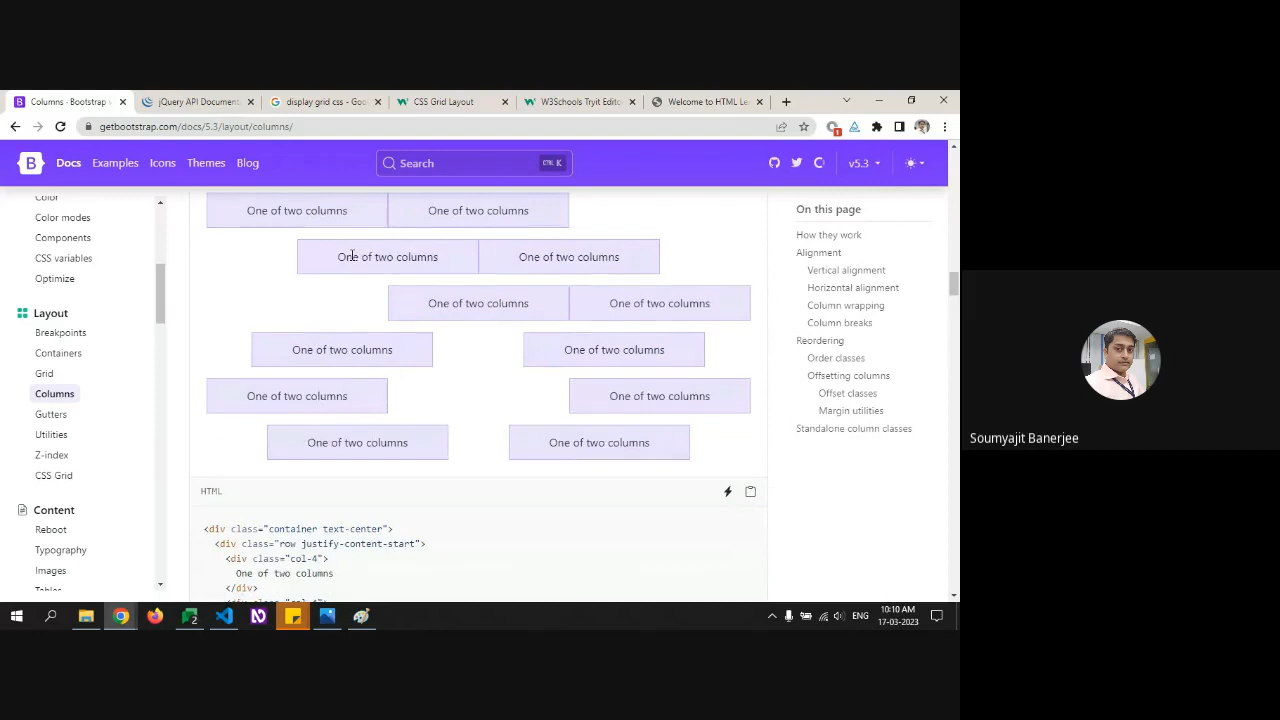 Columns · Bootstrap
jQuery API Document
display grid css - Goo
CSS Grid Layout
W3Schools Tryit Edito
Welcome to HTML Le
getbootstrap.com/docs/5.3/layout/columns/
1
B
Docs
Examples
Icons
Themes
Blog
Search
CTRL K
v5.3
Color
Color modes
Components
CSS variables
Optimize
Layout
Breakpoints
Containers
Grid
Columns
Gutters
Utilities
Z-index
CSS Grid
Content
Reboot
Typography
Images
Tables
One of two columns One of two columns
One of two columns One of two columns
One of two columns One of two columns
One of two columns One of two columns
One of two columns One of two columns
One of two columns One of two columns
HTML
<div class="container text-center">
<div class="row justify-content-start">
<div class="col-4">
One of two columns
</div>
On this page
How they work
Alignment
Vertical alignment
Horizontal alignment
Column wrapping
Column breaks
Reordering
Order classes
Offsetting columns
Offset classes
Margin utilities
Standalone column classes
Soumyajit Banerjee
2
ENG
10:10 AM
17-03-2023